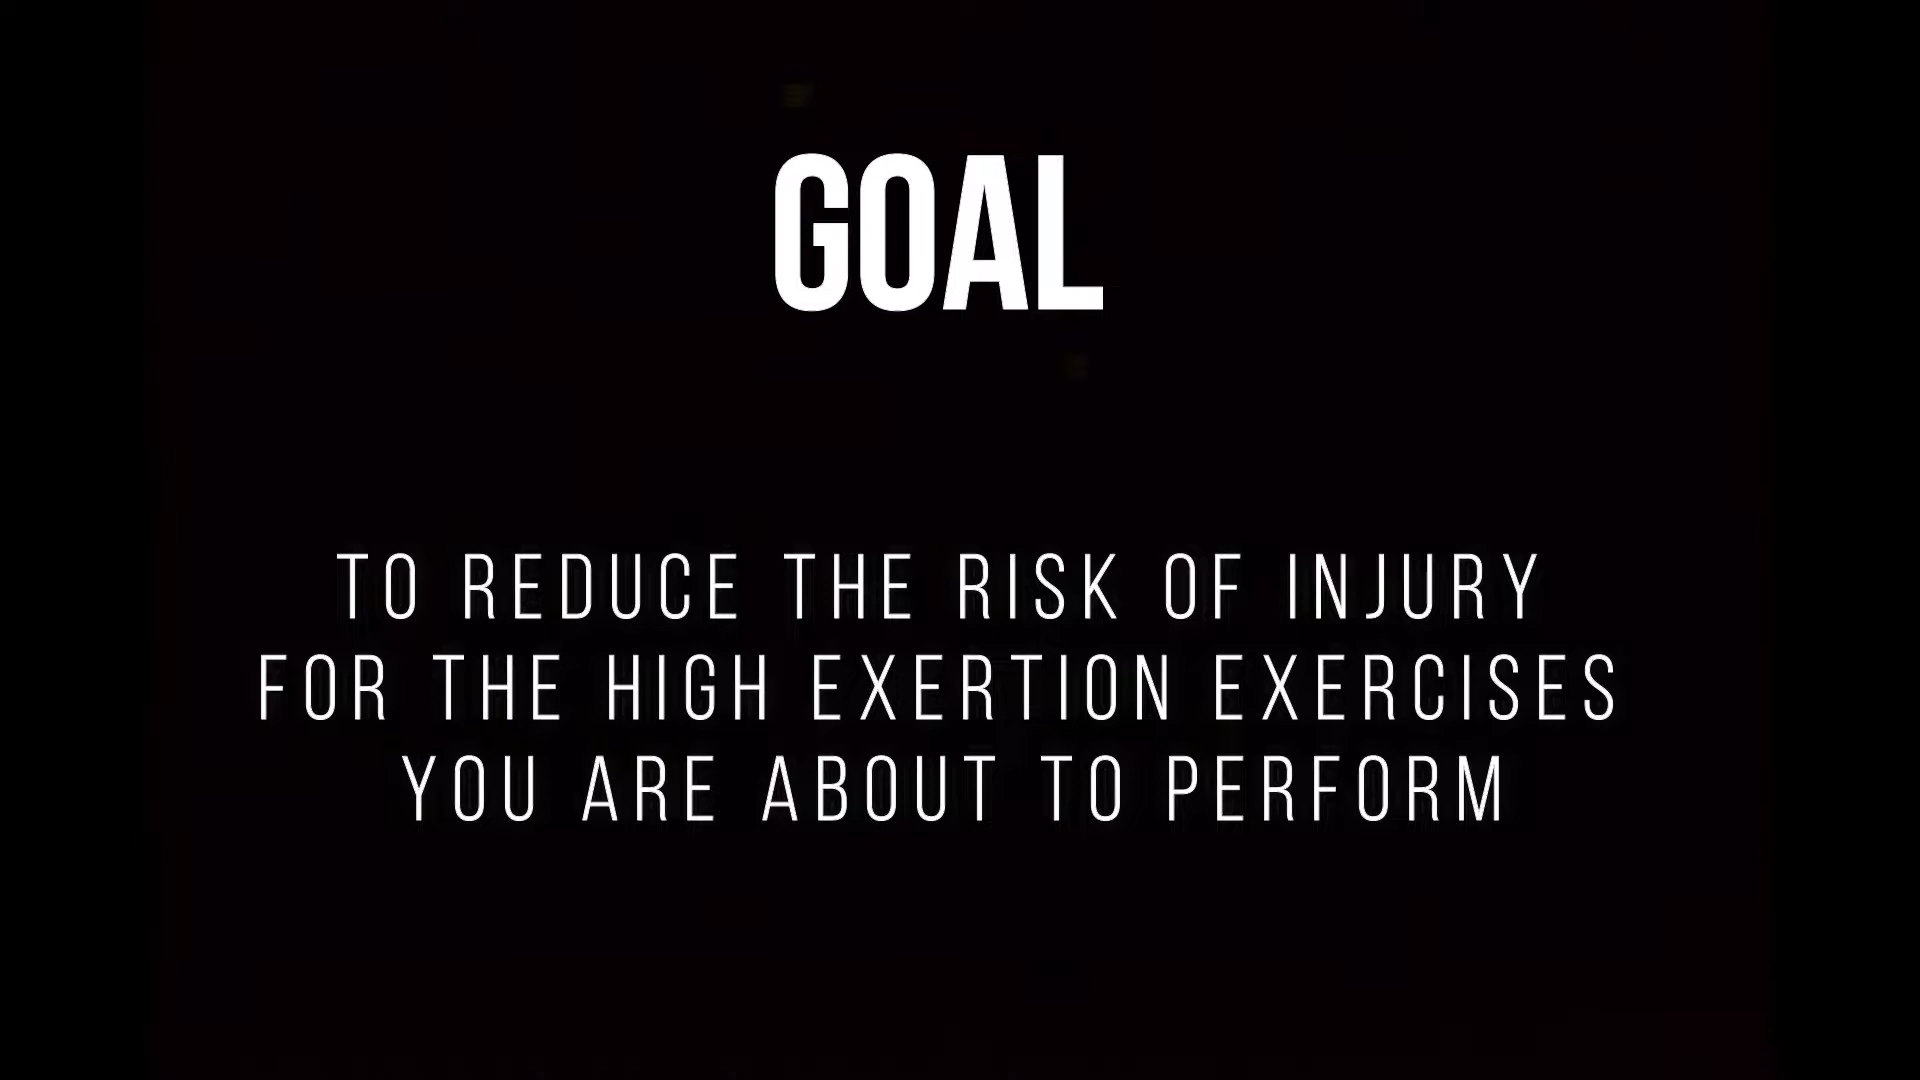 GOAL
TO REDUCE THE RISK OF INJURY
FOR THE HIGH EXERTION EXERCISES
YOU ARE ABOUT TO PERFORM